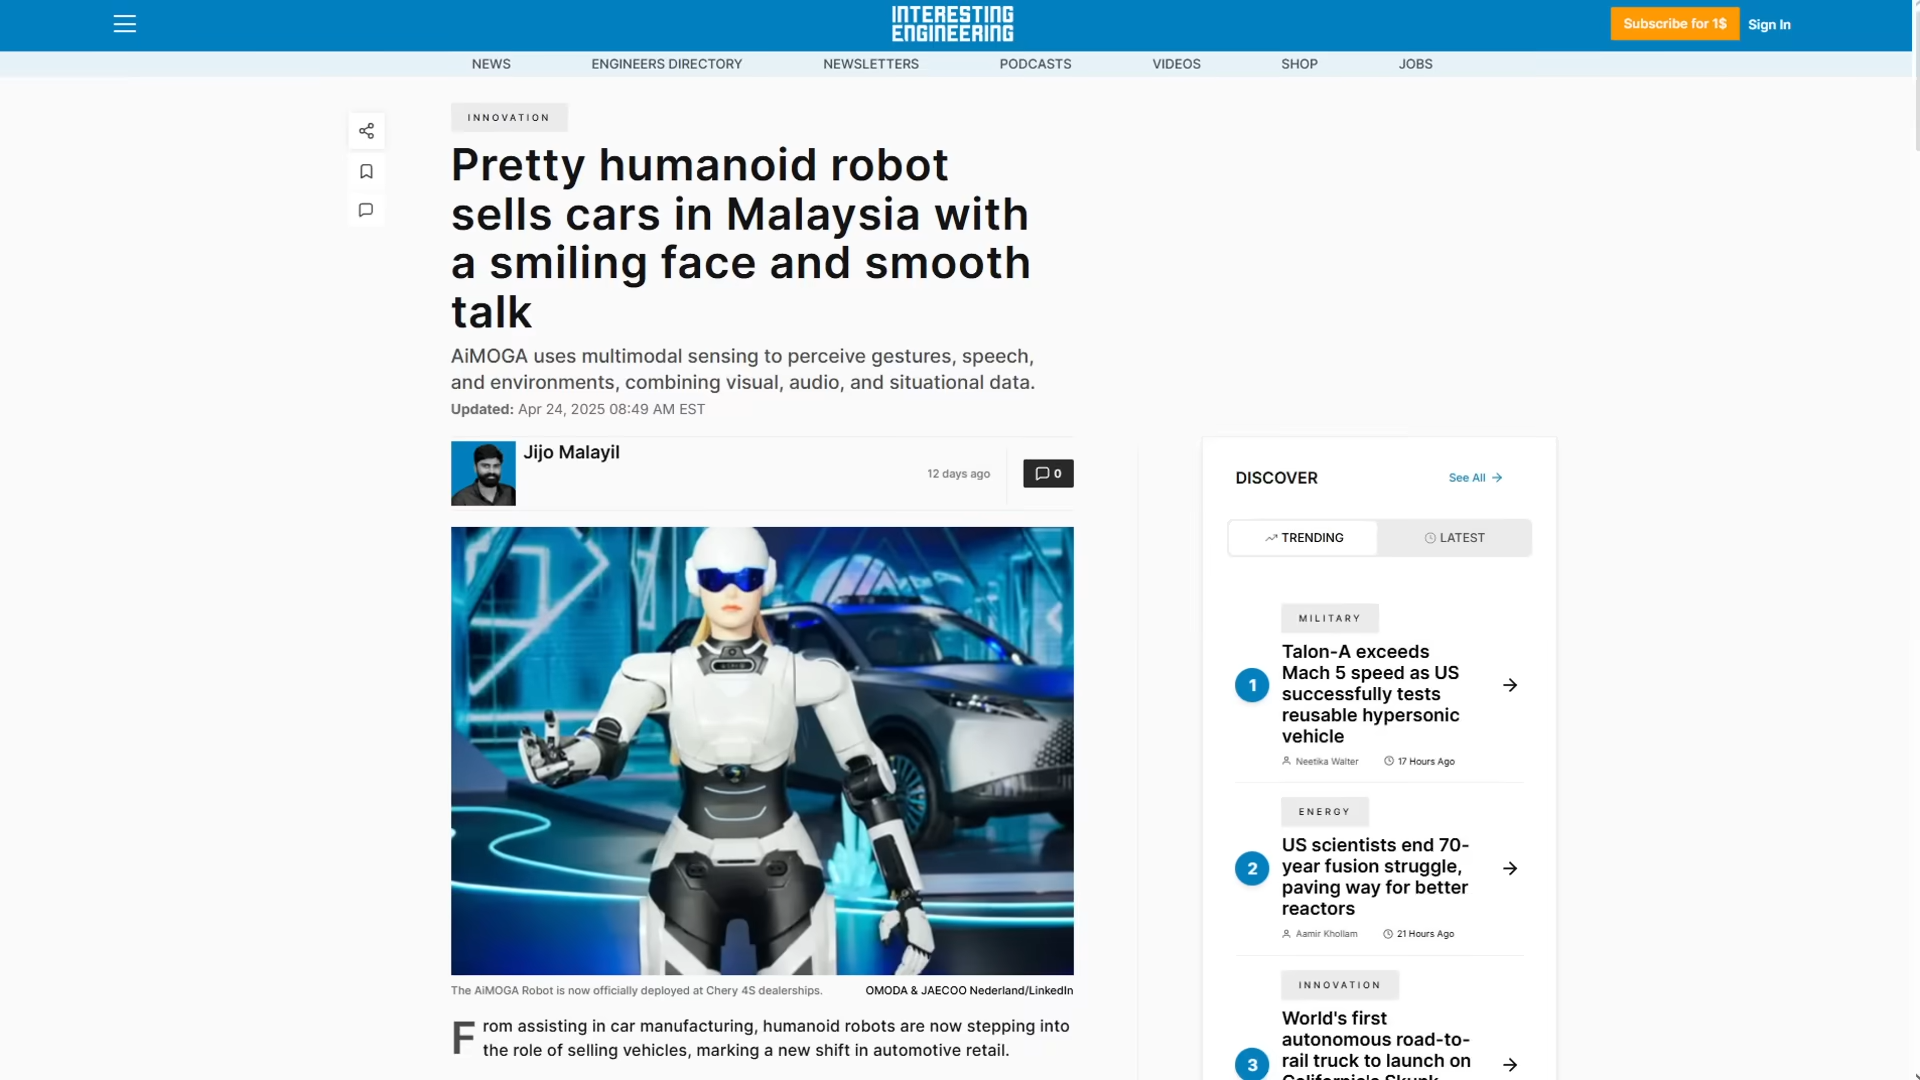 INTERESTING
ENGINEERING
Subscribe for 1$
Sign In
NEWS
ENGINEERS DIRECTORY
NEWSLETTERS
PODCASTS
VIDEOS
SHOP
JOBS
INNOVATION
Pretty humanoid robot
sells cars in Malaysia with
a smiling face and smooth
talk
AiMOGA uses multimodal sensing to perceive gestures, speech,
and environments, combining visual, audio, and situational data.
Updated: Apr 24, 2025 08:49 AM EST
Jijo Malayil
12 days ago
0
The AiMOGA Robot is now officially deployed at Chery 4S dealerships.
OMODA & JAECOO Nederland/LinkedIn
From assisting in car manufacturing, humanoid robots are now stepping into
the role of selling vehicles, marking a new shift in automotive retail.
DISCOVER
See All
TRENDING
LATEST
MILITARY
1
Talon-A exceeds
Mach 5 speed as US
successfully tests
reusable hypersonic
vehicle
Neetika Walter
17 Hours Ago
ENERGY
2
US scientists end 70-
year fusion struggle,
paving way for better
reactors
Aamir Khollam
21 Hours Ago
INNOVATION
3
World's first
autonomous road-to-
rail truck to launch on
California's Skunk